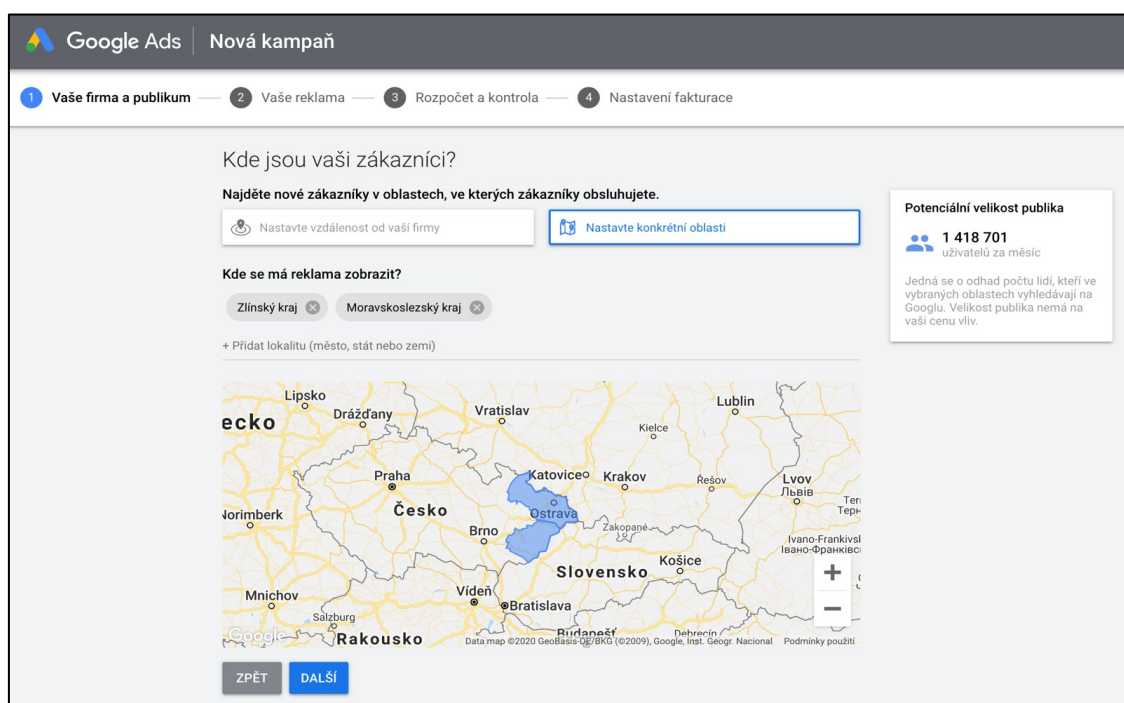 Google Ads Nová kampaň
1 Vaše firma a publikum 2 Vaše reklama 3 Rozpočet a kontrola 4 Nastavení fakturace
Kde jsou vaši zákazníci?
Najděte nové zákazníky v oblastech, ve kterých zákazníky obsluhujete.
Nastavte vzdálenost od vaší firmy
Nastavte konkrétní oblasti
Kde se má reklama zobrazit?
Zlínský kraj
Moravskoslezský kraj
+ Přidat lokalitu (město, stát nebo zemi)
Potenciální velikost publika
1 418 701
uživatelů za měsíc
Jedná se o odhad počtu lidí, kteří ve
vybraných oblastech vyhledávají na
Googlu. Velikost publika nemá na
vaši cenu vliv.
Lipsko
Lublin
Drážďany
Vratislav
ecko
Kielce
Praha
Katovice
Krakov
Řešov
Lvov
Львів
Ter
Терн
Česko
Ostrava
Norimberk
Brno
Zakopané
Ivano-Frankivsl
Івано-Франківсі
Košice
Slovensko
+
Mnichov
Vídeň
Bratislava
−
Salzburg
Google
Rakousko
Budapešť
Debrecín
Data map ©2020 GeoBasis-DE/BKG (©2009), Google, Inst. Geogr. Nacional Podmínky použití
ZPĚT
DALŠÍ